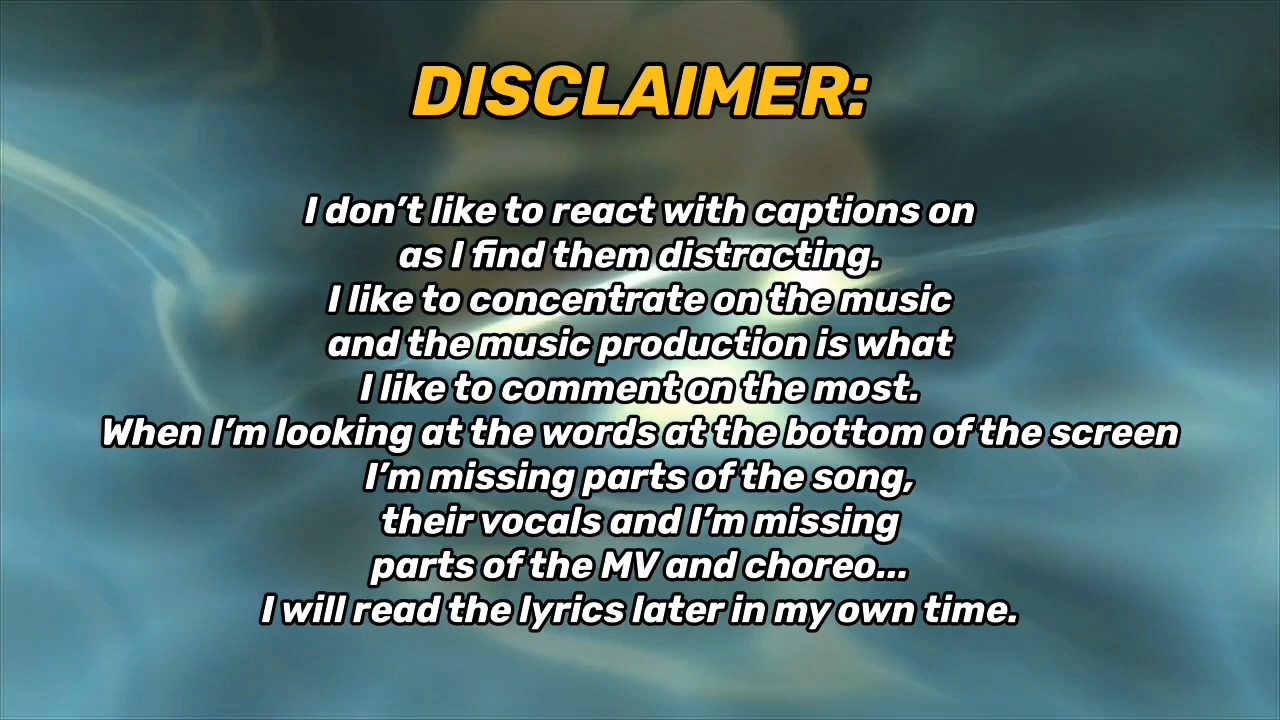 DISCLAIMER:
I don’t like to react with captions on
as I find them distracting.
I like to concentrate on the music
and the music production is what
I like to comment on the most.
When I’m looking at the words at the bottom of the screen
I’m missing parts of the song,
their vocals and I’m missing
parts of the MV and choreo...
I will read the lyrics later in my own time.